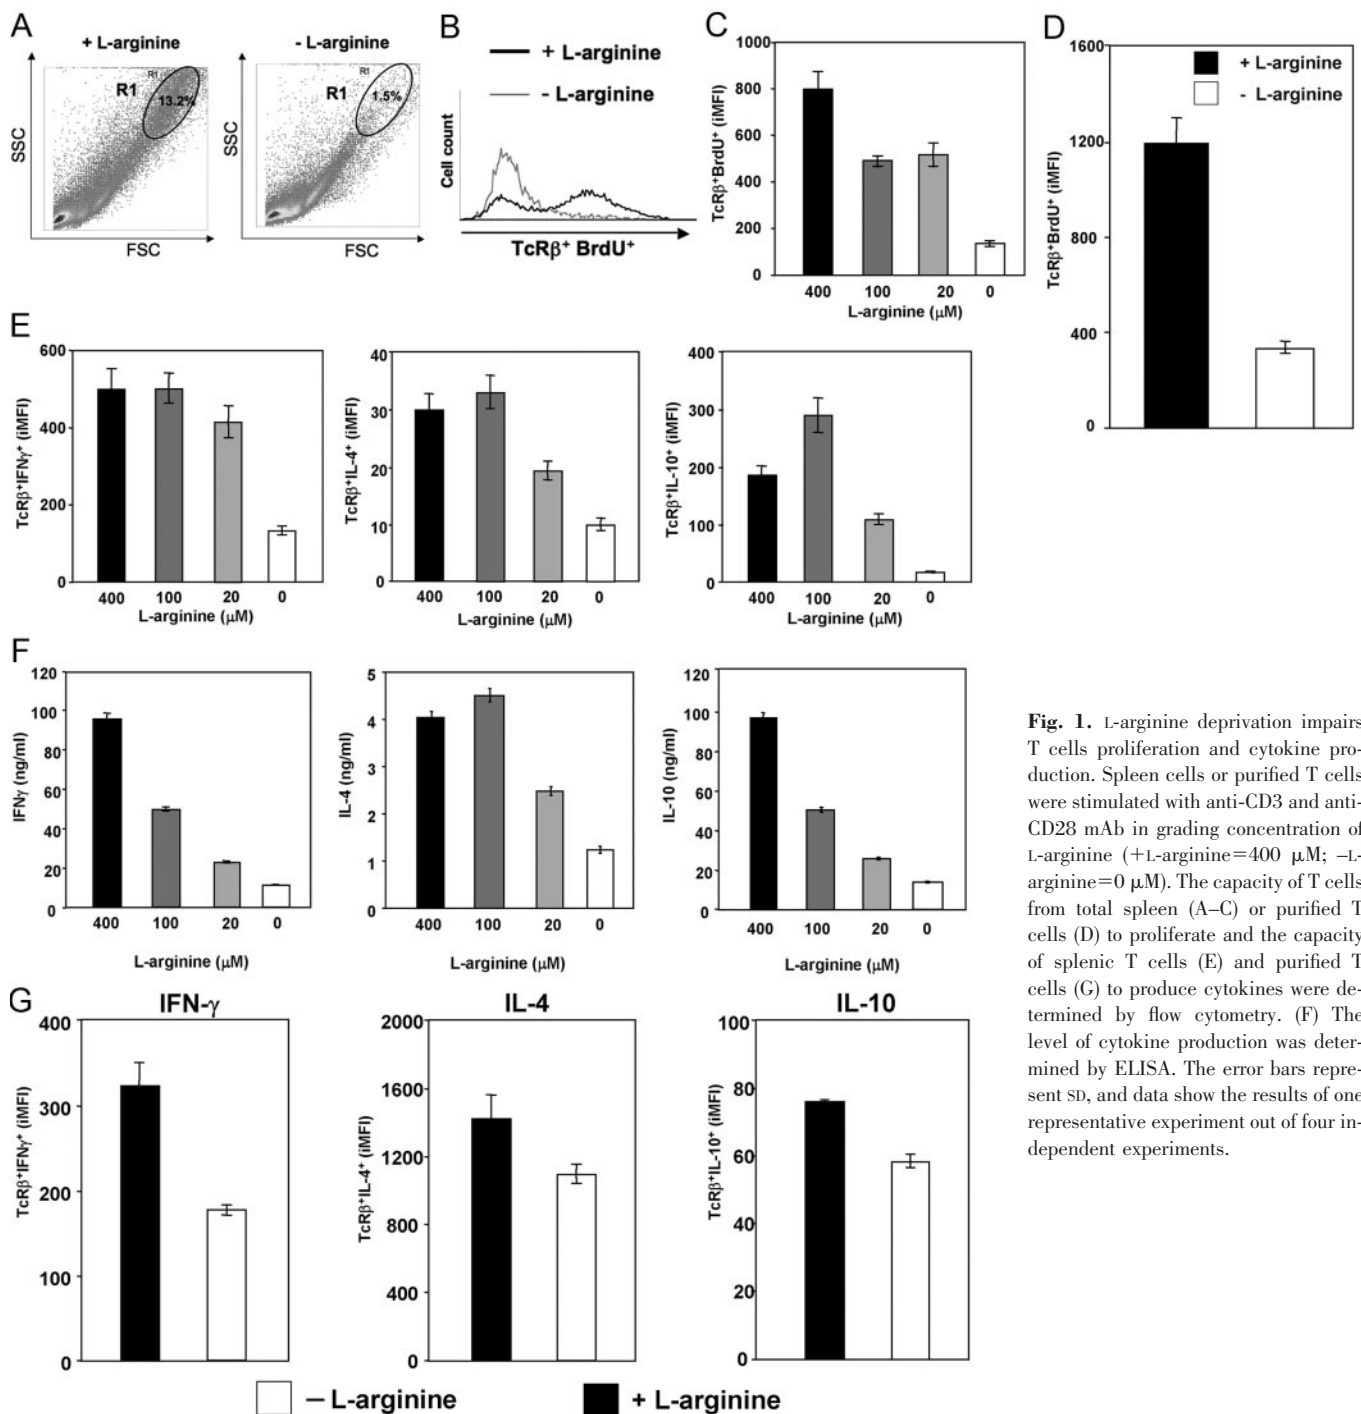 A
+ L-arginine
- L-arginine
SSC
R1
R1
13.2%
FSC
SSC
R1
R1
1.5%
FSC
B
+ L-arginine
- L-arginine
Cell count
TcRβ⁺ BrdU⁺
C
TcRβ⁺BrdU⁺ (iMFI)
1000
800
600
400
200
0
400 100 20 0
L-arginine (μM)
D
TcRβ⁺BrdU⁺ (iMFI)
1600
1200
800
400
0
+ L-arginine
- L-arginine
E
TcRβ⁺IFNγ⁺ (iMFI)
600
400
200
0
400 100 20 0
L-arginine (μM)
TcRβ⁺IL-4⁺ (iMFI)
40
30
20
10
0
400 100 20 0
L-arginine (μM)
TcRβ⁺IL-10⁺ (iMFI)
400
300
200
100
0
400 100 20 0
L-arginine (μM)
F
IFNγ (ng/ml)
120
100
80
60
40
20
0
400 100 20 0
L-arginine (μM)
IL-4 (ng/ml)
5
4
3
2
1
0
400 100 20 0
L-arginine (μM)
IL-10 (ng/ml)
120
100
80
60
40
20
0
400 100 20 0
L-arginine (μM)
G
IFN-γ
TcRβ⁺IFNγ⁺ (iMFI)
400
300
200
100
0
IL-4
TcRβ⁺IL-4⁺ (iMFI)
2000
1600
1200
800
400
0
IL-10
TcRβ⁺IL-10⁺ (iMFI)
100
80
60
40
20
0
– L-arginine
+ L-arginine
Fig. 1. L-arginine deprivation impairs
T cells proliferation and cytokine pro-
duction. Spleen cells or purified T cells
were stimulated with anti-CD3 and anti-
CD28 mAb in grading concentration of
L-arginine (+L-arginine=400 μM; –L-
arginine=0 μM). The capacity of T cells
from total spleen (A–C) or purified T
cells (D) to proliferate and the capacity
of splenic T cells (E) and purified T
cells (G) to produce cytokines were de-
termined by flow cytometry. (F) The
level of cytokine production was deter-
mined by ELISA. The error bars repre-
sent SD, and data show the results of one
representative experiment out of four in-
dependent experiments.